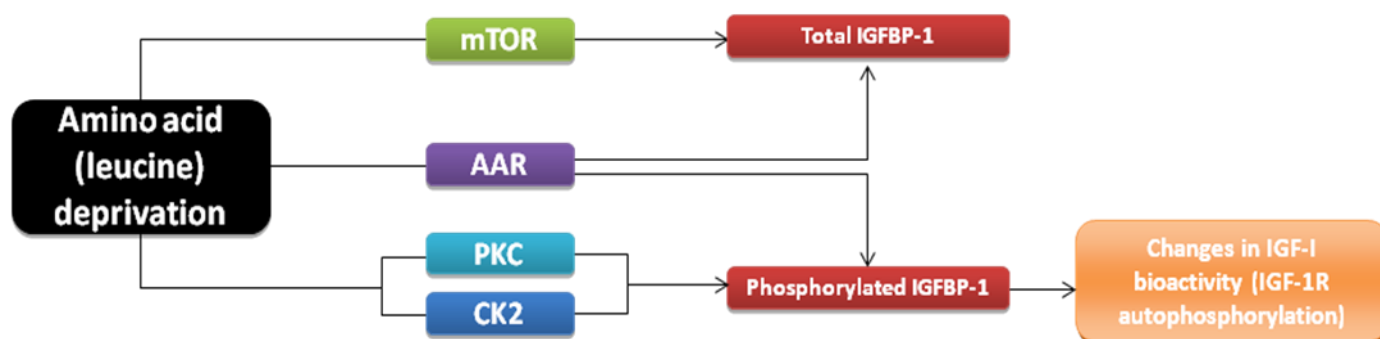 mTOR
Total IGFBP-1
Amino acid
(leucine)
deprivation
AAR
PKC
CK2
Phosphorylated IGFBP-1
Changes in IGF-I
bioactivity (IGF-1R
autophosphorylation)